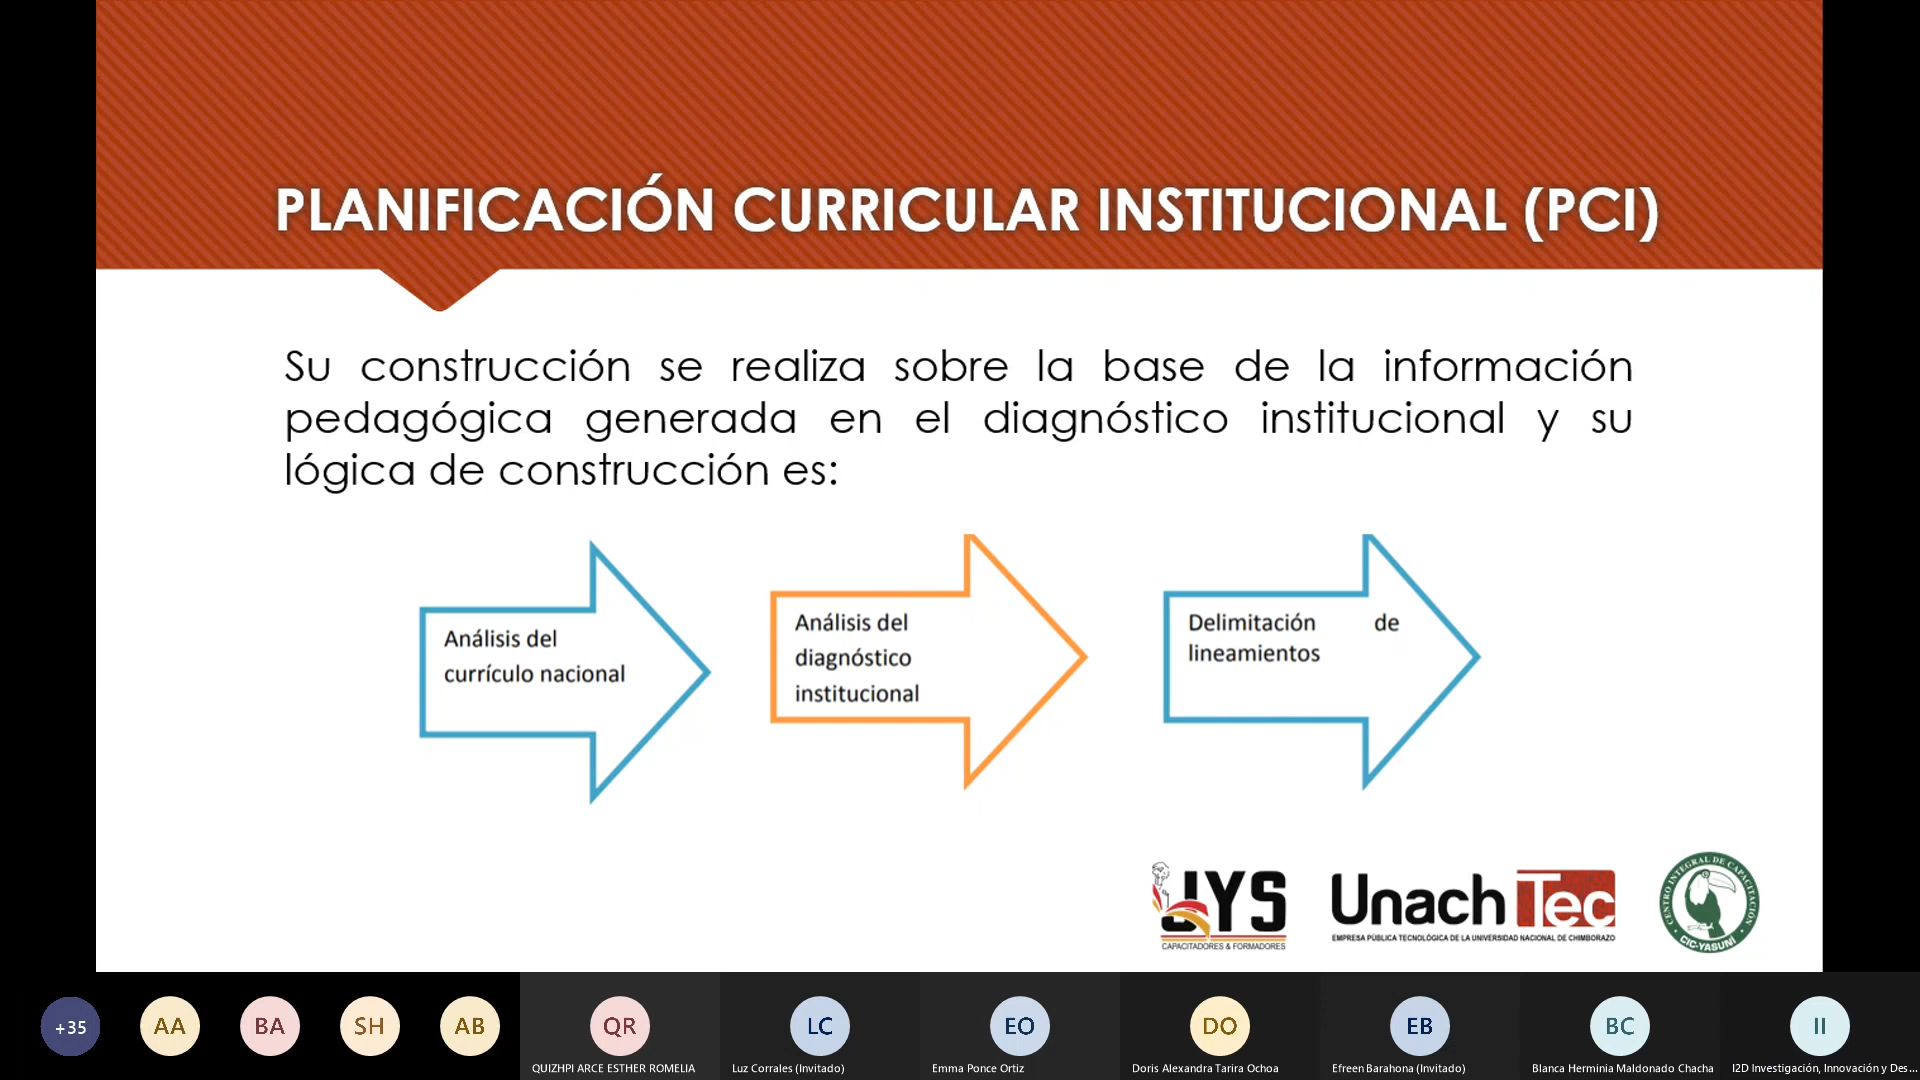 PLANIFICACIÓN CURRICULAR INSTITUCIONAL (PCI)
Su construcción se realiza sobre la base de la información
pedagógica generada en el diagnóstico institucional y su
lógica de construcción es:
Análisis del
currículo nacional
Análisis del
diagnóstico
institucional
Delimitación de
lineamientos
JYS
CAPACITADORES & FORMADORES
UnachTec
EMPRESA PÚBLICA TECNOLÓGICA DE LA UNIVERSIDAD NACIONAL DE CHIMBORAZO
CENTRO INTEGRAL DE CAPACITACIÓN
CIC-YASUNÍ
+35
AA
BA
SH
AB
QR
LC
EO
DO
EB
BC
II
QUIZHPI ARCE ESTHER ROMELIA
Luz Corrales (Invitado)
Emma Ponce Ortiz
Doris Alexandra Tarira Ochoa
Efreen Barahona (Invitado)
Blanca Herminia Maldonado Chacha
I2D Investigación, Innovación y Des...